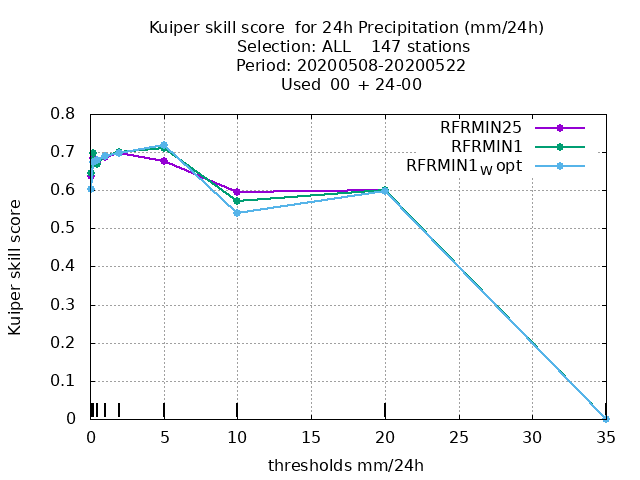 Kuiper skill score  for 24h Precipitation (mm/24h)
Selection: ALL    147 stations
Period: 20200508-20200522
Used  00 + 24-00
RFRMIN25
RFRMIN1
RFRMIN1W opt
Kuiper skill score
0.8
0.7
0.6
0.5
0.4
0.3
0.2
0.1
0
0 5 10 15 20 25 30 35
thresholds mm/24h